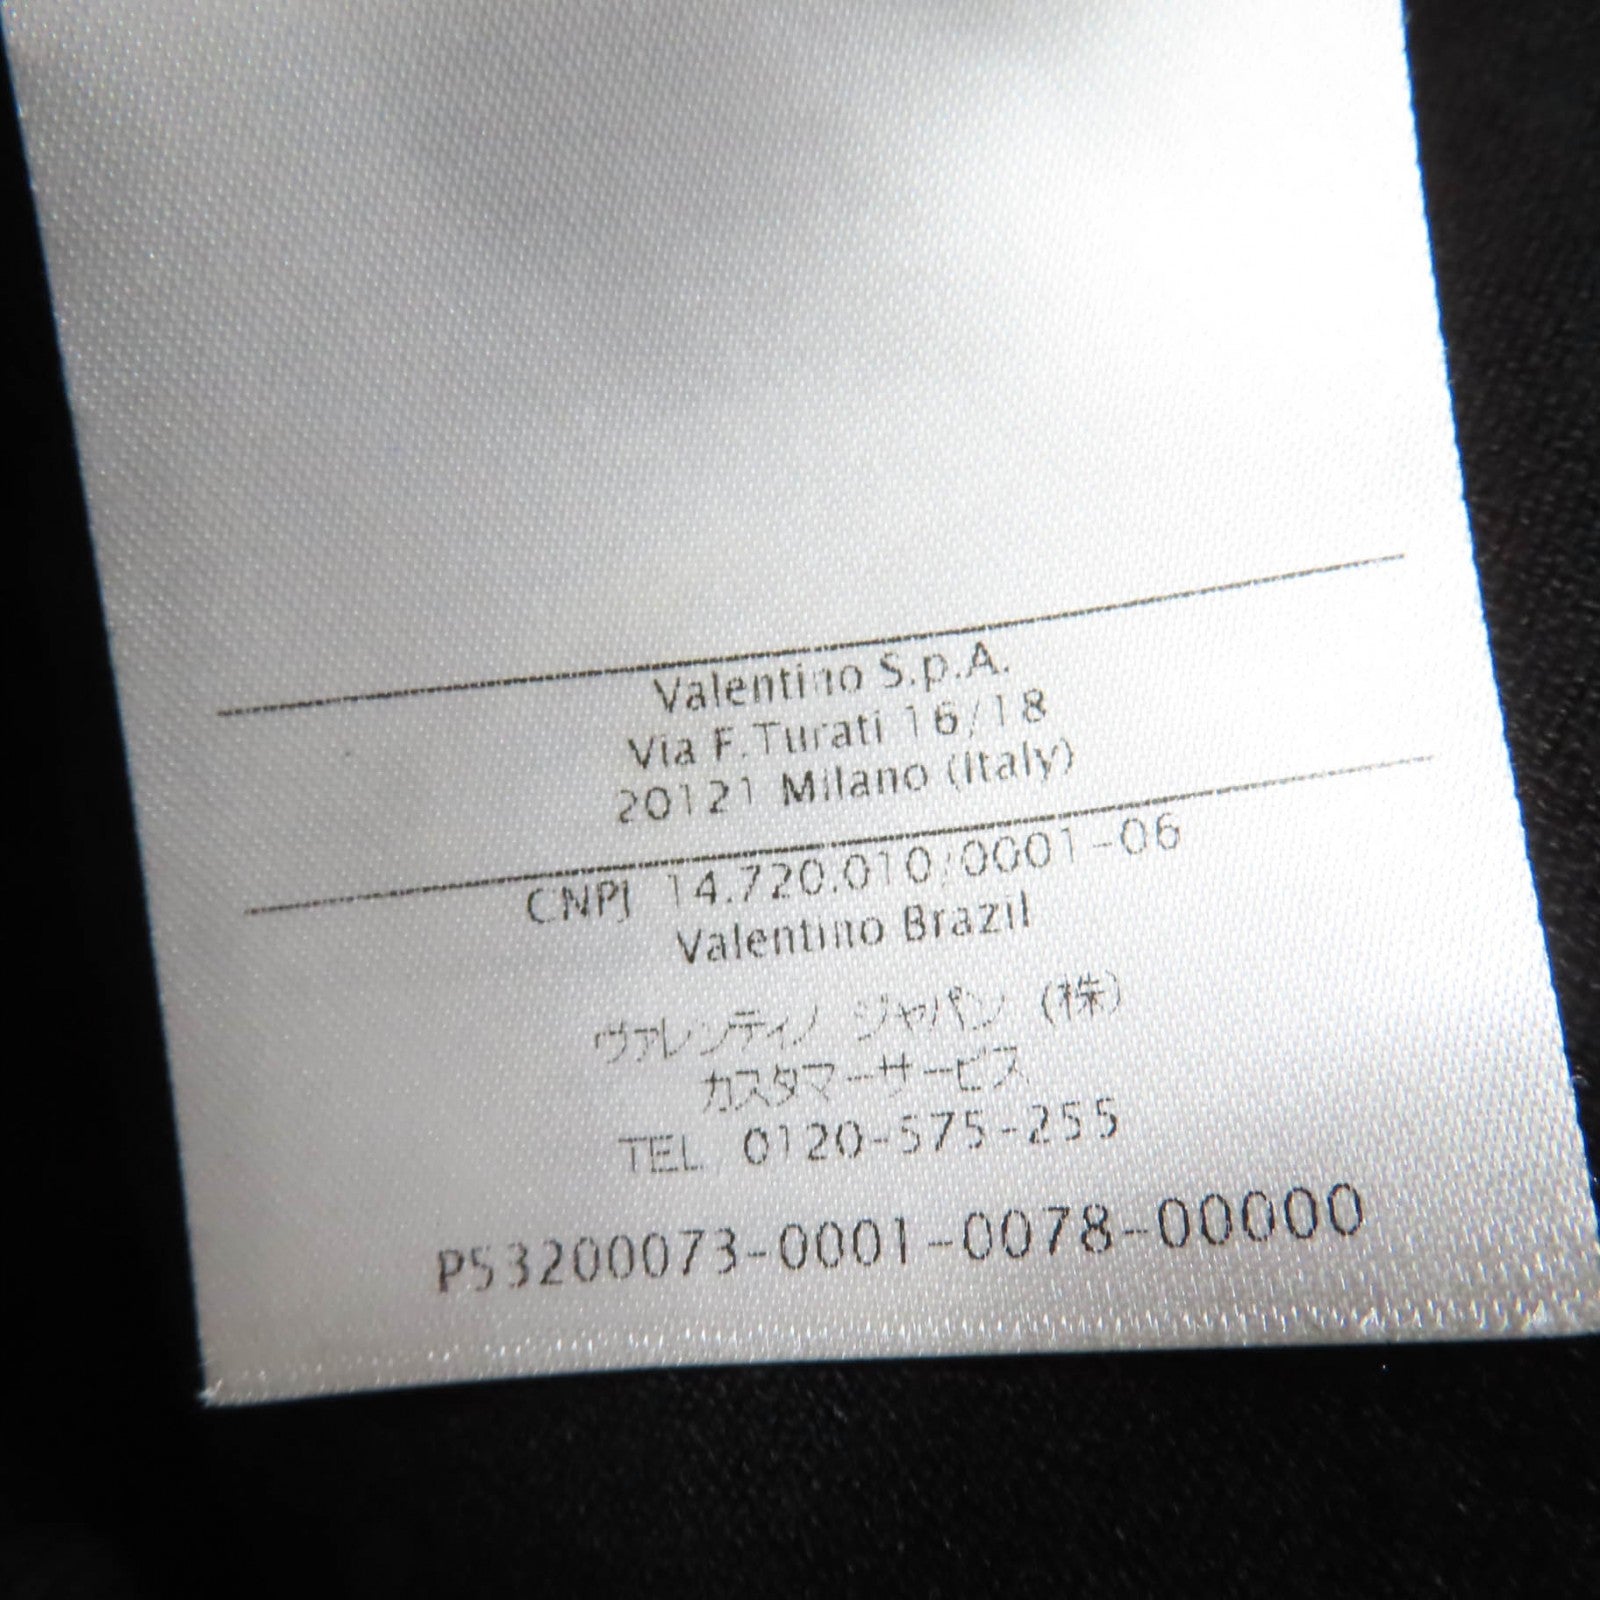 Valentino S.p.A.
Via F.Turati 16/18
20121 Milano (Italy)
CNPJ 14.720.010/0001-06
Valentino Brazil
ヴァレンティノ ジャパン (株)
カスタマーサービス
TEL 0120-575-255
P53200073-0001-0078-00000